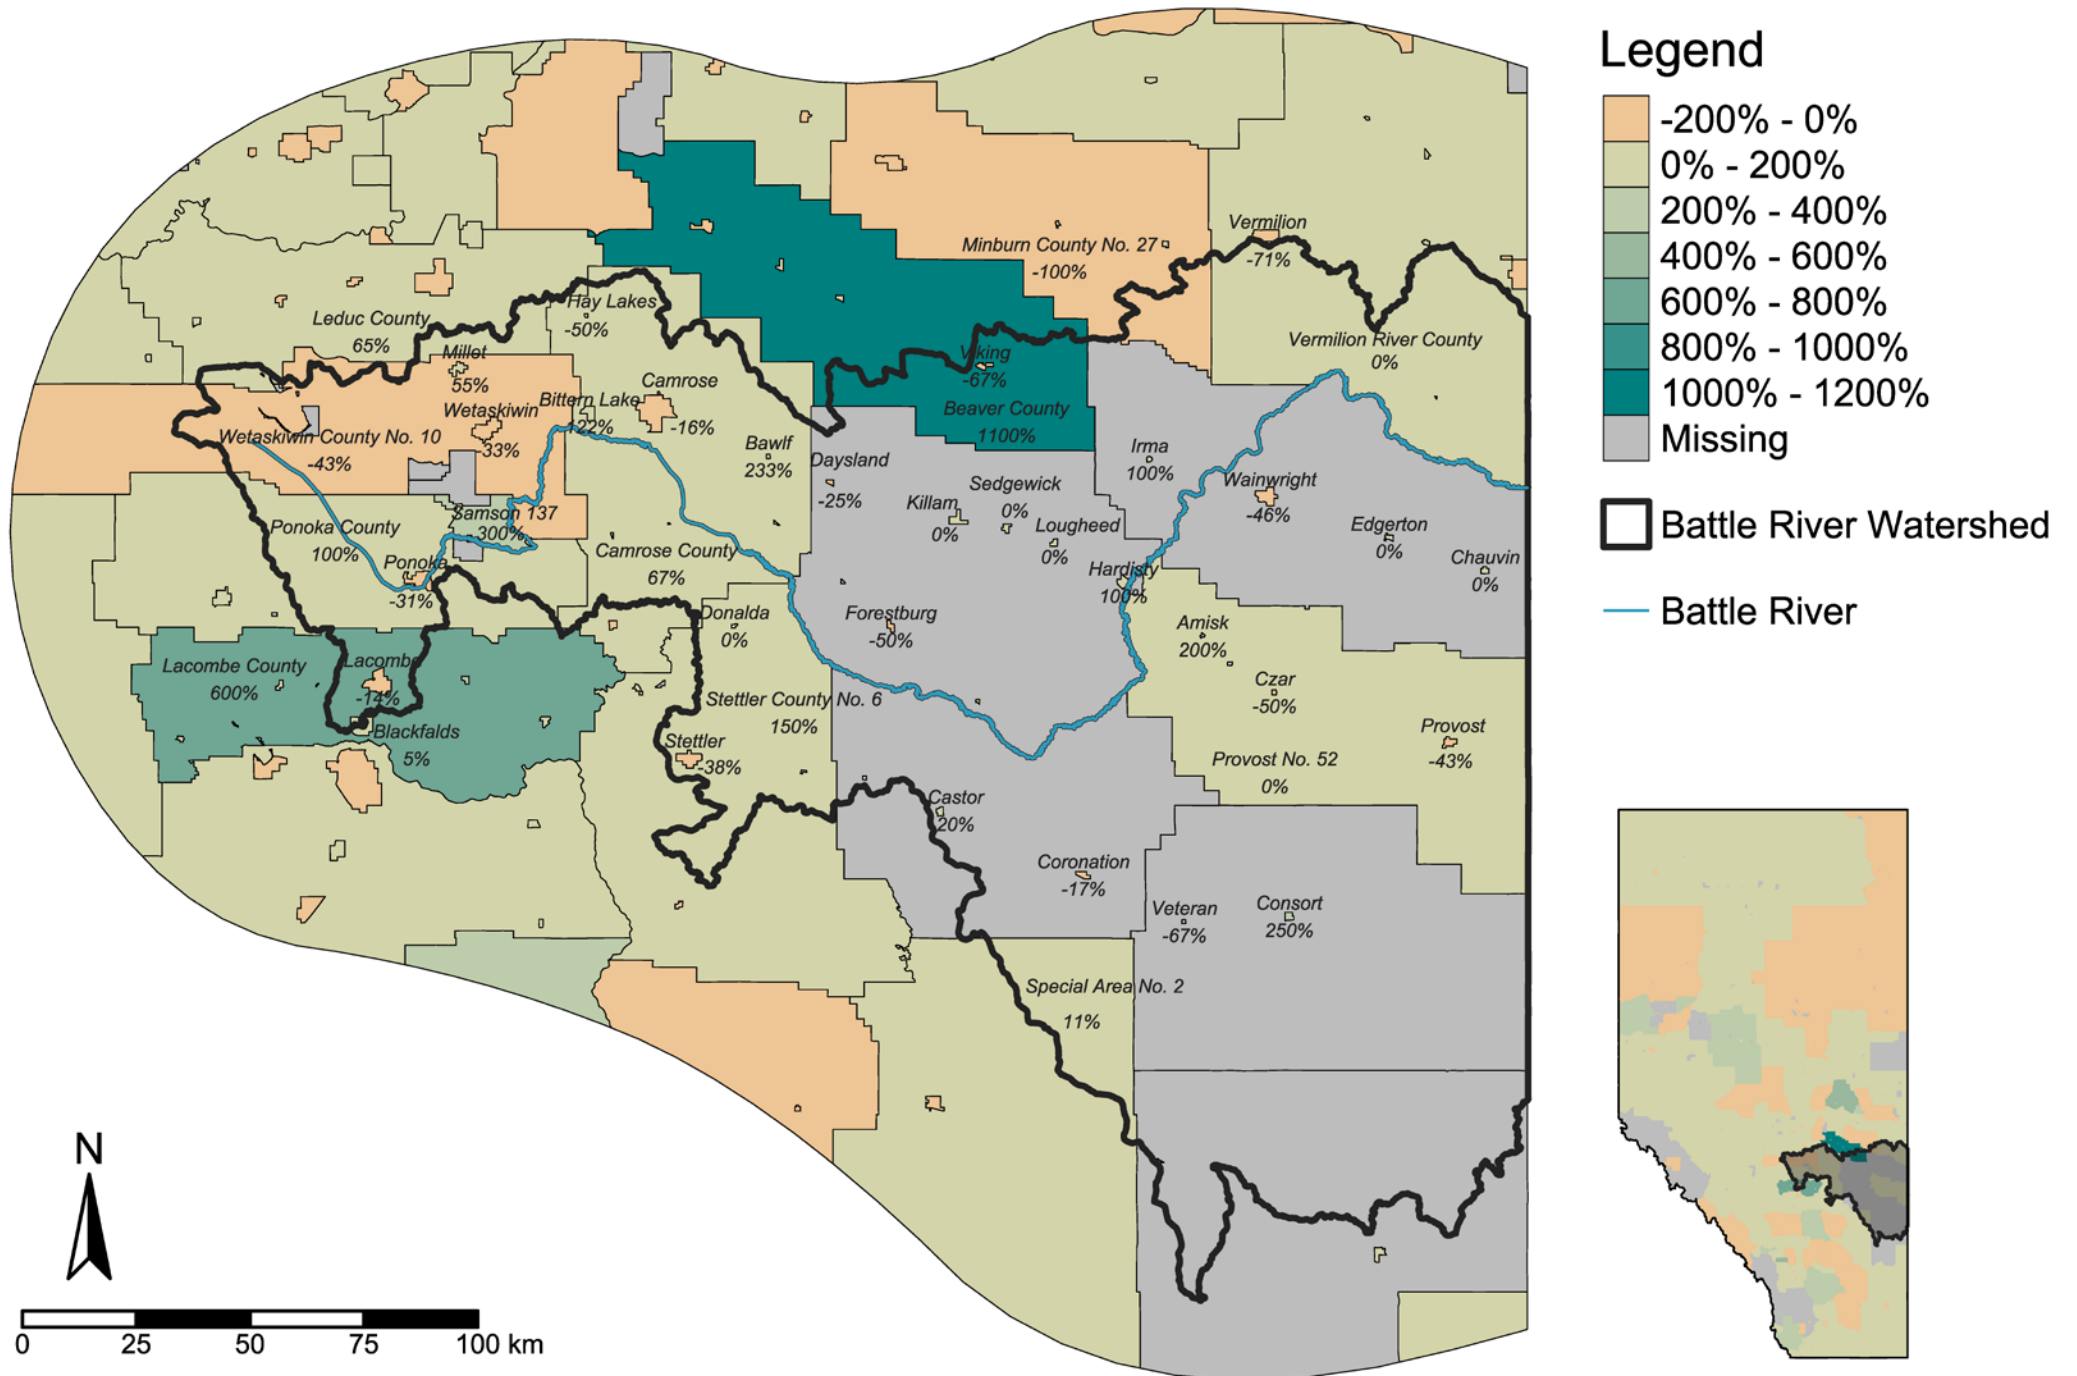 Legend
-200% - 0%
0% - 200%
200% - 400%
400% - 600%
600% - 800%
800% - 1000%
1000% - 1200%
Missing
Battle River Watershed
Battle River
Vermilion
-71%
Minburn County No. 27
-100%
Hay Lakes
-50%
Leduc County
65%
Vermilion River County
0%
Millet
55%
Viking
-67%
Camrose
-16%
Bittern Lake
122%
Wetaskiwin
-33%
Beaver County
1100%
Wetaskiwin County No. 10
-43%
Bawlf
233%
Daysland
-25%
Irma
100%
Wainwright
-46%
Sedgewick
0%
Killam
0%
Lougheed
0%
Edgerton
0%
Chauvin
0%
Samson 137
-300%
Ponoka County
100%
Ponoka
-31%
Camrose County
67%
Hardisty
100%
Donalda
0%
Forestburg
-50%
Amisk
200%
Lacombe County
600%
Lacombe
-14%
Czar
-50%
Stettler County No. 6
150%
Blackfalds
5%
Stettler
-38%
Provost
-43%
Provost No. 52
0%
Castor
20%
Coronation
-17%
Veteran
-67%
Consort
250%
Special Area No. 2
11%
N
0 25 50 75 100 km